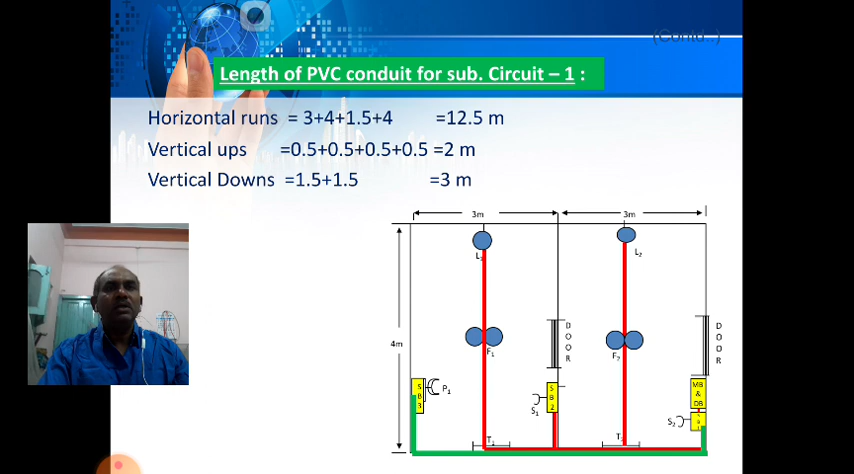 (Contd..)
Length of PVC conduit for sub. Circuit – 1 :
Horizontal runs = 3+4+1.5+4 =12.5 m
Vertical ups =0.5+0.5+0.5+0.5 =2 m
Vertical Downs =1.5+1.5 =3 m
3m 3m
L2
DOOR
DOOR
4m
F1
F2
SB3
P1
SB2
S1
MB & DB
S2
T1